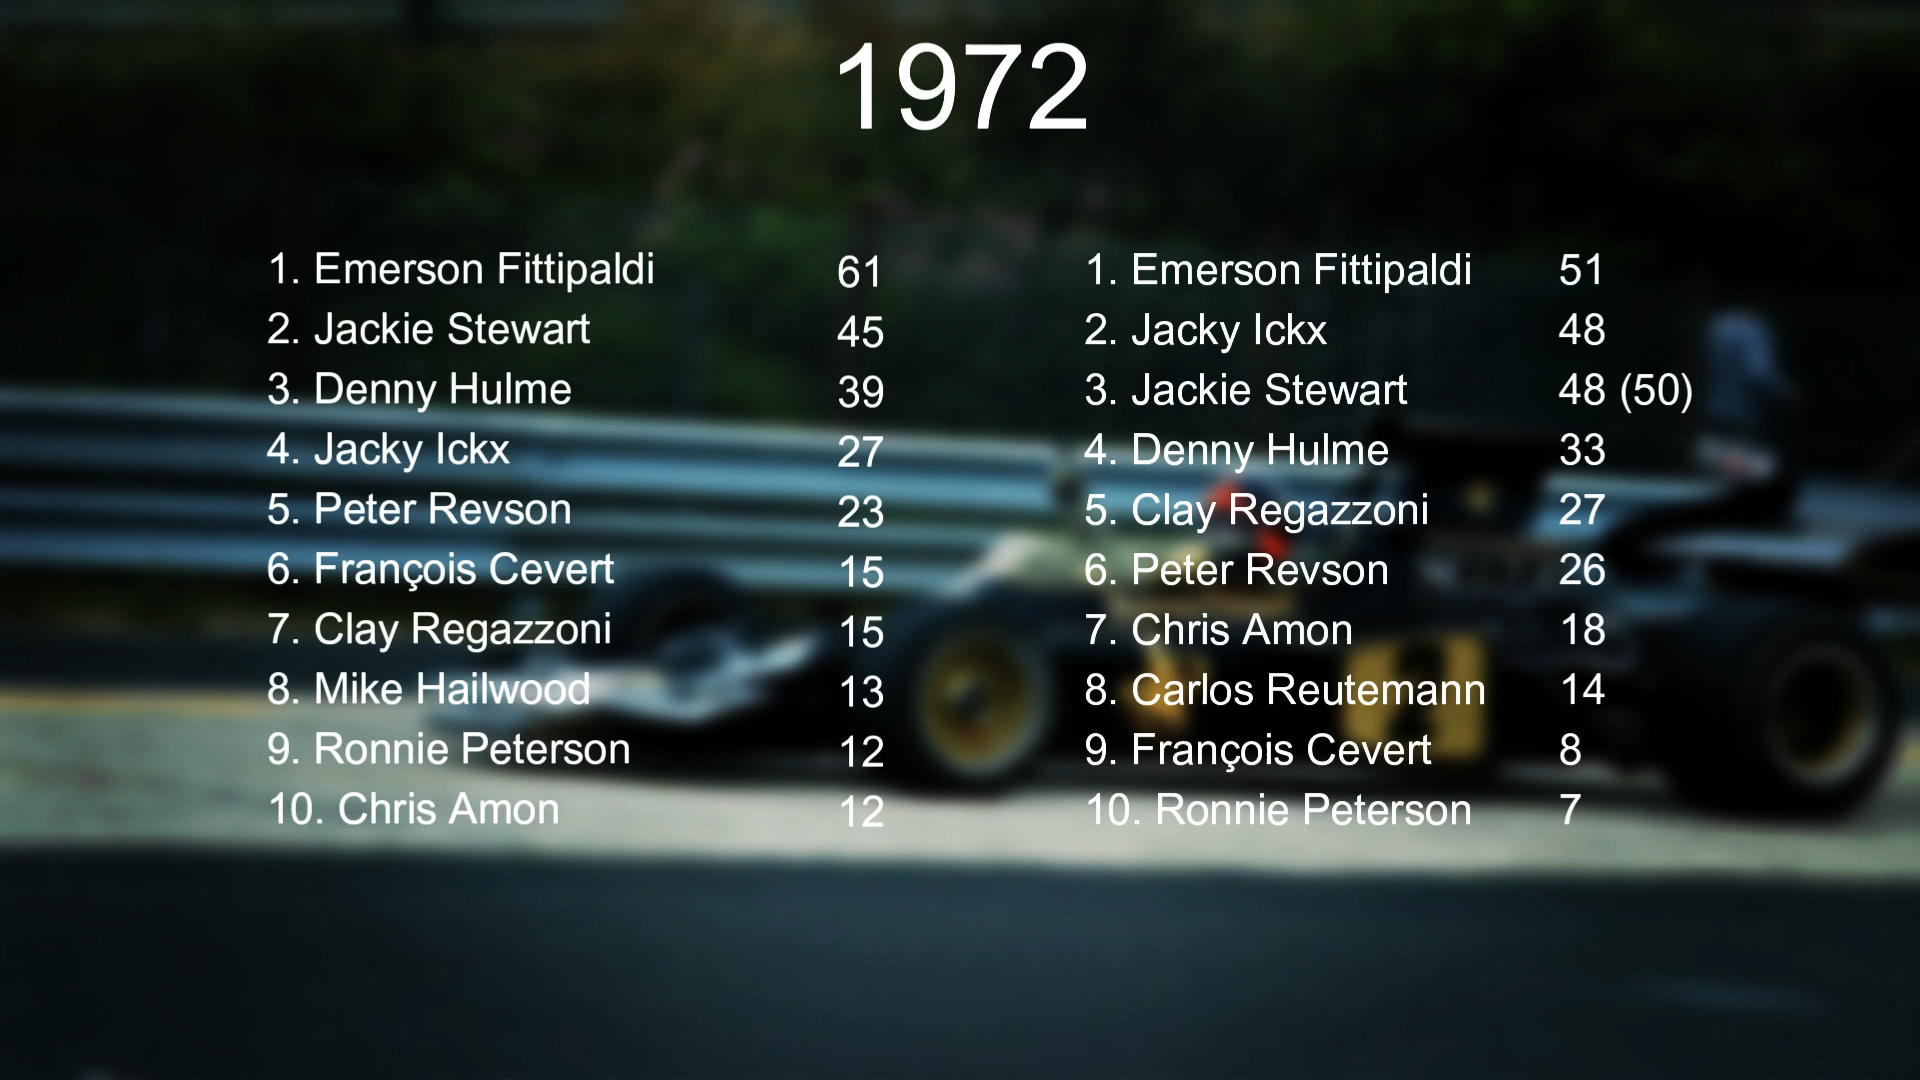 1972
1. Emerson Fittipaldi 61
2. Jackie Stewart 45
3. Denny Hulme 39
4. Jacky Ickx 27
5. Peter Revson 23
6. François Cevert 15
7. Clay Regazzoni 15
8. Mike Hailwood 13
9. Ronnie Peterson 12
10. Chris Amon 12
1. Emerson Fittipaldi 51
2. Jacky Ickx 48
3. Jackie Stewart 48 (50)
4. Denny Hulme 33
5. Clay Regazzoni 27
6. Peter Revson 26
7. Chris Amon 18
8. Carlos Reutemann 14
9. François Cevert 8
10. Ronnie Peterson 7